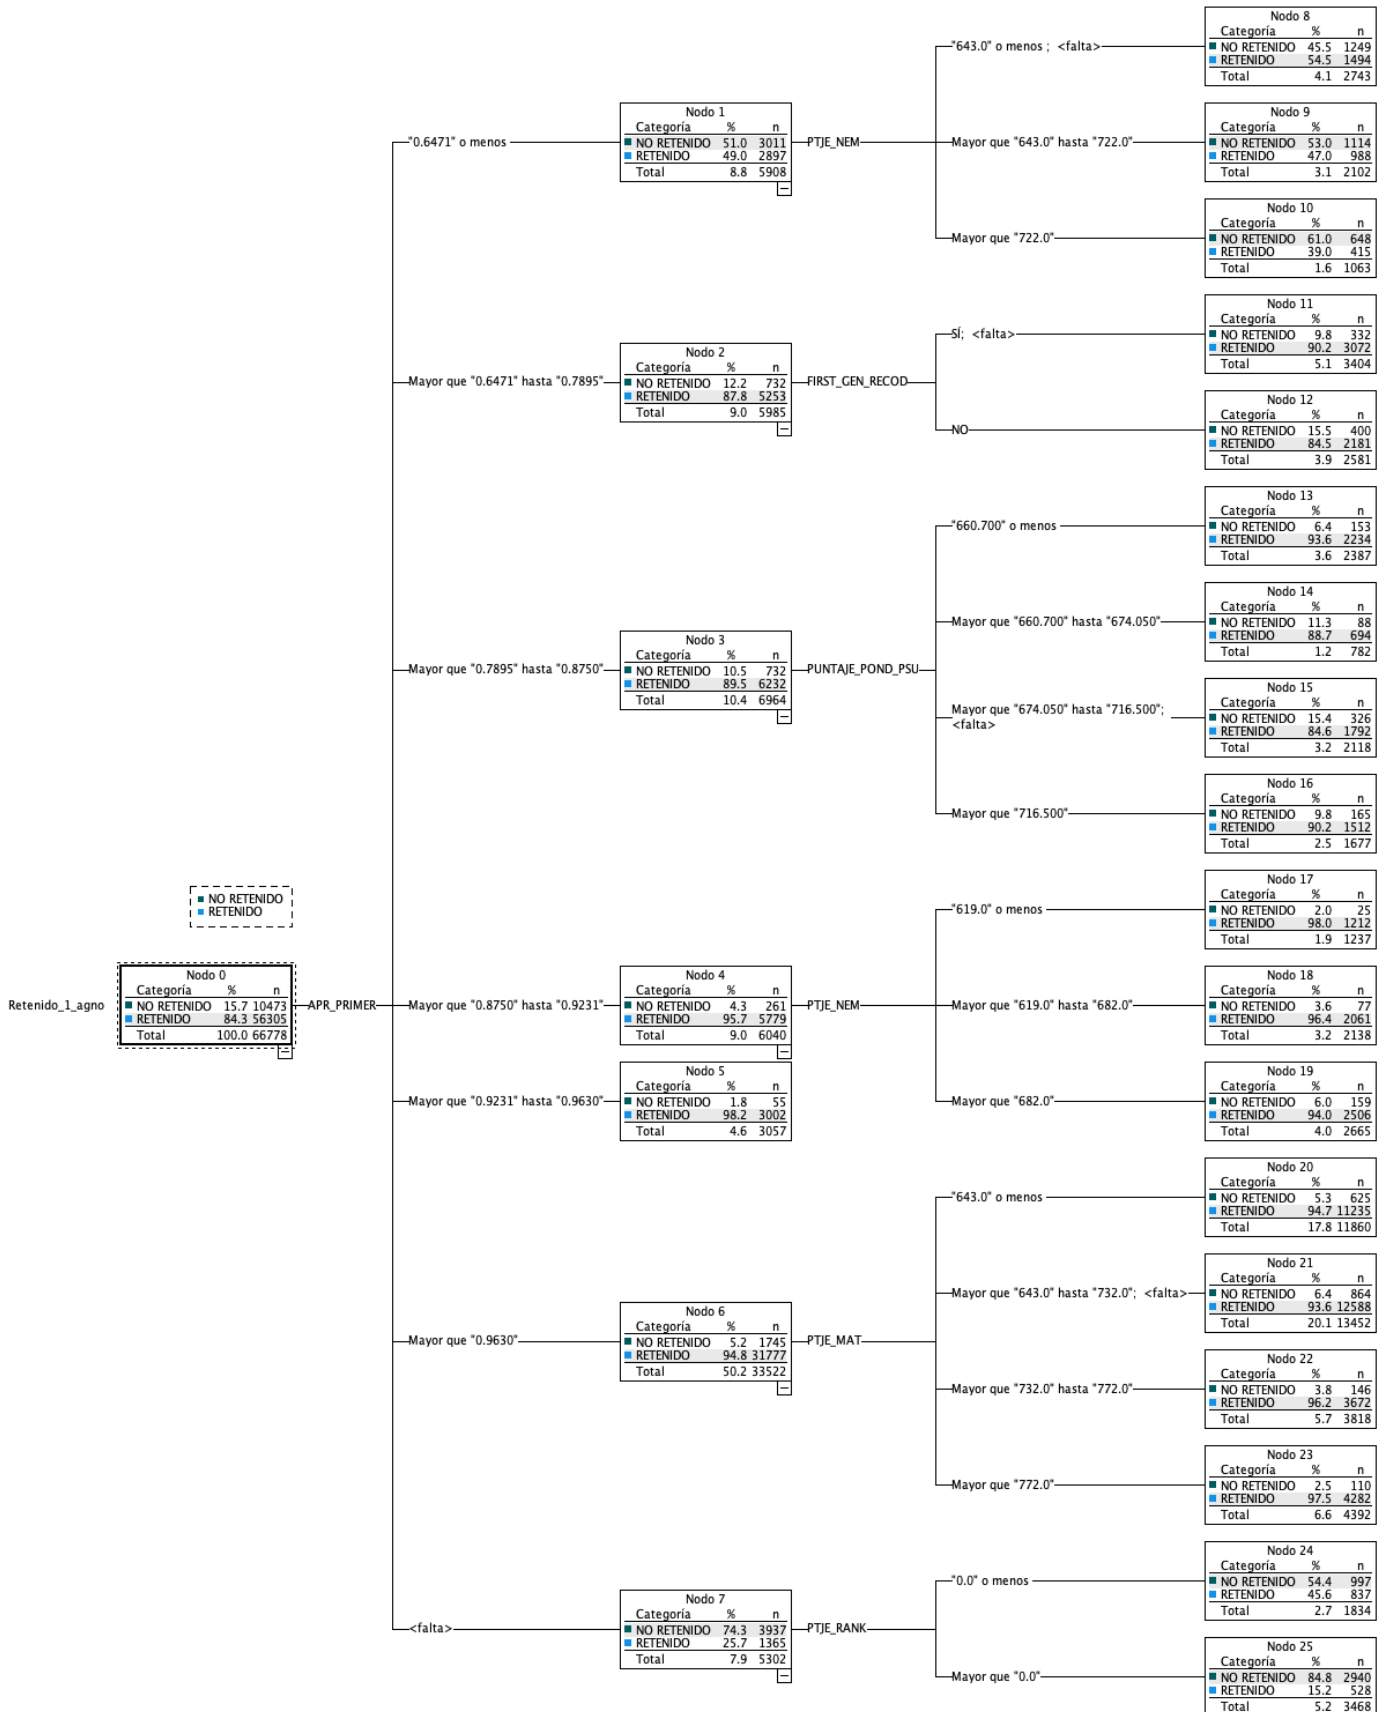 Retenido_1_agno
NO RETENIDO
RETENIDO
Nodo 0
Categoría % n
NO RETENIDO 15.7 10473
RETENIDO 84.3 56305
Total 100.0 66778
APR_PRIMER
"0.6471" o menos
Nodo 1
Categoría % n
NO RETENIDO 51.0 3011
RETENIDO 49.0 2897
Total 8.8 5908
PTJE_NEM
"643.0" o menos ; <falta>
Nodo 8
Categoría % n
NO RETENIDO 45.5 1249
RETENIDO 54.5 1494
Total 4.1 2743
Mayor que "643.0" hasta "722.0"
Nodo 9
Categoría % n
NO RETENIDO 53.0 1114
RETENIDO 47.0 988
Total 3.1 2102
Mayor que "722.0"
Nodo 10
Categoría % n
NO RETENIDO 61.0 648
RETENIDO 39.0 415
Total 1.6 1063
Mayor que "0.6471" hasta "0.7895"
Nodo 2
Categoría % n
NO RETENIDO 12.2 732
RETENIDO 87.8 5253
Total 9.0 5985
FIRST_GEN_RECOD
SÍ; <falta>
Nodo 11
Categoría % n
NO RETENIDO 9.8 332
RETENIDO 90.2 3072
Total 5.1 3404
NO
Nodo 12
Categoría % n
NO RETENIDO 15.5 400
RETENIDO 84.5 2181
Total 3.9 2581
Mayor que "0.7895" hasta "0.8750"
Nodo 3
Categoría % n
NO RETENIDO 10.5 732
RETENIDO 89.5 6232
Total 10.4 6964
PUNTAJE_POND_PSU
"660.700" o menos
Nodo 13
Categoría % n
NO RETENIDO 6.4 153
RETENIDO 93.6 2234
Total 3.6 2387
Mayor que "660.700" hasta "674.050"
Nodo 14
Categoría % n
NO RETENIDO 11.3 88
RETENIDO 88.7 694
Total 1.2 782
Mayor que "674.050" hasta "716.500";
<falta>
Nodo 15
Categoría % n
NO RETENIDO 15.4 326
RETENIDO 84.6 1792
Total 3.2 2118
Mayor que "716.500"
Nodo 16
Categoría % n
NO RETENIDO 9.8 165
RETENIDO 90.2 1512
Total 2.5 1677
Mayor que "0.8750" hasta "0.9231"
Nodo 4
Categoría % n
NO RETENIDO 4.3 261
RETENIDO 95.7 5779
Total 9.0 6040
PTJE_NEM
"619.0" o menos
Nodo 17
Categoría % n
NO RETENIDO 2.0 25
RETENIDO 98.0 1212
Total 1.9 1237
Mayor que "619.0" hasta "682.0"
Nodo 18
Categoría % n
NO RETENIDO 3.6 77
RETENIDO 96.4 2061
Total 3.2 2138
Mayor que "682.0"
Nodo 19
Categoría % n
NO RETENIDO 6.0 159
RETENIDO 94.0 2506
Total 4.0 2665
Mayor que "0.9231" hasta "0.9630"
Nodo 5
Categoría % n
NO RETENIDO 1.8 55
RETENIDO 98.2 3002
Total 4.6 3057
Mayor que "0.9630"
Nodo 6
Categoría % n
NO RETENIDO 5.2 1745
RETENIDO 94.8 31777
Total 50.2 33522
PTJE_MAT
"643.0" o menos
Nodo 20
Categoría % n
NO RETENIDO 5.3 625
RETENIDO 94.7 11235
Total 17.8 11860
Mayor que "643.0" hasta "732.0"; <falta>
Nodo 21
Categoría % n
NO RETENIDO 6.4 864
RETENIDO 93.6 12588
Total 20.1 13452
Mayor que "732.0" hasta "772.0"
Nodo 22
Categoría % n
NO RETENIDO 3.8 146
RETENIDO 96.2 3672
Total 5.7 3818
Mayor que "772.0"
Nodo 23
Categoría % n
NO RETENIDO 2.5 110
RETENIDO 97.5 4282
Total 6.6 4392
<falta>
Nodo 7
Categoría % n
NO RETENIDO 74.3 3937
RETENIDO 25.7 1365
Total 7.9 5302
PTJE_RANK
"0.0" o menos
Nodo 24
Categoría % n
NO RETENIDO 54.4 997
RETENIDO 45.6 837
Total 2.7 1834
Mayor que "0.0"
Nodo 25
Categoría % n
NO RETENIDO 84.8 2940
RETENIDO 15.2 528
Total 5.2 3468